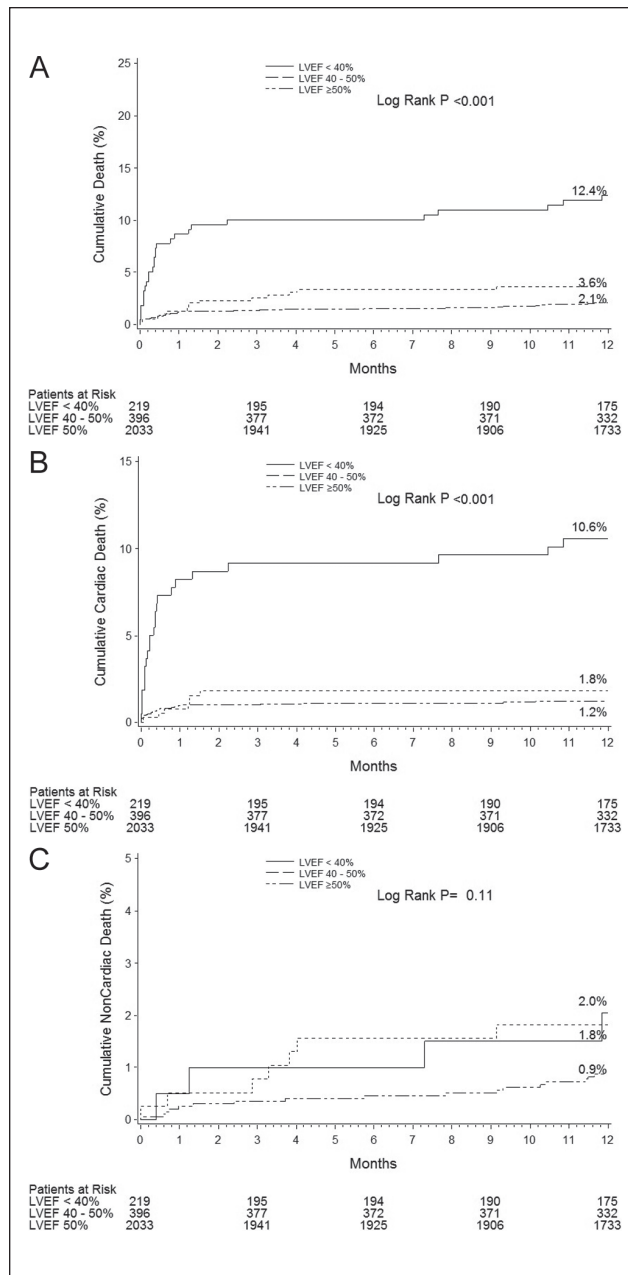 A
LVEF < 40%
LVEF 40 - 50%
LVEF ≥50%
Log Rank P <0.001
Cumulative Death (%)
25
20
15
10
5
0
12.4%
3.6%
2.1%
0 1 2 3 4 5 6 7 8 9 10 11 12
Months
Patients at Risk
LVEF < 40% 219 195 194 190 175
LVEF 40 - 50% 396 377 372 371 332
LVEF 50% 2033 1941 1925 1906 1733
B
LVEF < 40%
LVEF 40 - 50%
LVEF ≥50%
Log Rank P <0.001
Cumulative Cardiac Death (%)
15
10
5
0
10.6%
1.8%
1.2%
0 1 2 3 4 5 6 7 8 9 10 11 12
Months
Patients at Risk
LVEF < 40% 219 195 194 190 175
LVEF 40 - 50% 396 377 372 371 332
LVEF 50% 2033 1941 1925 1906 1733
C
LVEF < 40%
LVEF 40 - 50%
LVEF ≥50%
Log Rank P= 0.11
Cumulative NonCardiac Death (%)
5
4
3
2
1
0
2.0%
1.8%
0.9%
0 1 2 3 4 5 6 7 8 9 10 11 12
Months
Patients at Risk
LVEF < 40% 219 195 194 190 175
LVEF 40 - 50% 396 377 372 371 332
LVEF 50% 2033 1941 1925 1906 1733